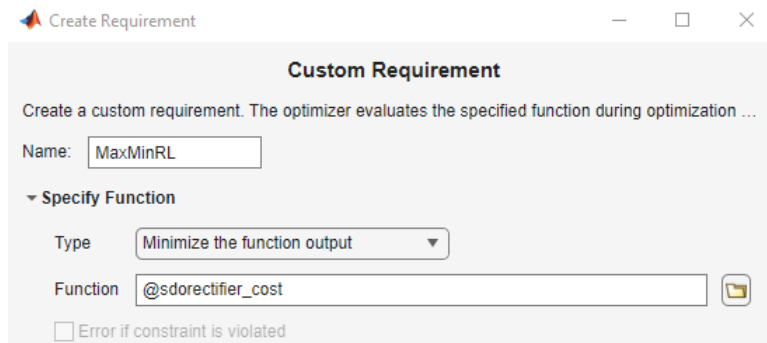 Create Requirement
Custom Requirement
Create a custom requirement. The optimizer evaluates the specified function during optimization ...
Name: MaxMinRL
Specify Function
Type Minimize the function output
Function @sdorectifier_cost
Error if constraint is violated